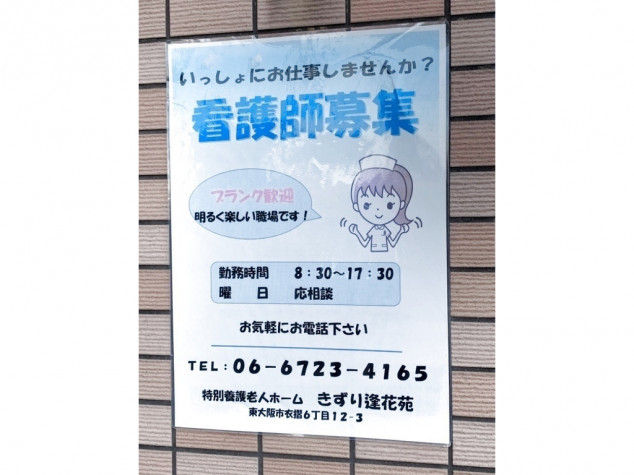 いっしょにお仕事しませんか？
看護師募集
ブランク歓迎
明るく楽しい職場です！
勤務時間　8：30～17：30
曜　日　応相談
お気軽にお電話下さい
TEL：06－6723－4165
特別養護老人ホーム　きずり逢花苑
東大阪市衣摺6丁目12-3